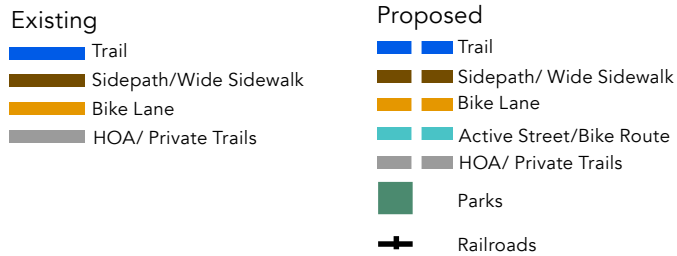 Existing
Trail
Sidepath/Wide Sidewalk
Bike Lane
HOA/ Private Trails
Proposed
Trail
Sidepath/ Wide Sidewalk
Bike Lane
Active Street/Bike Route
HOA/ Private Trails
Parks
Railroads